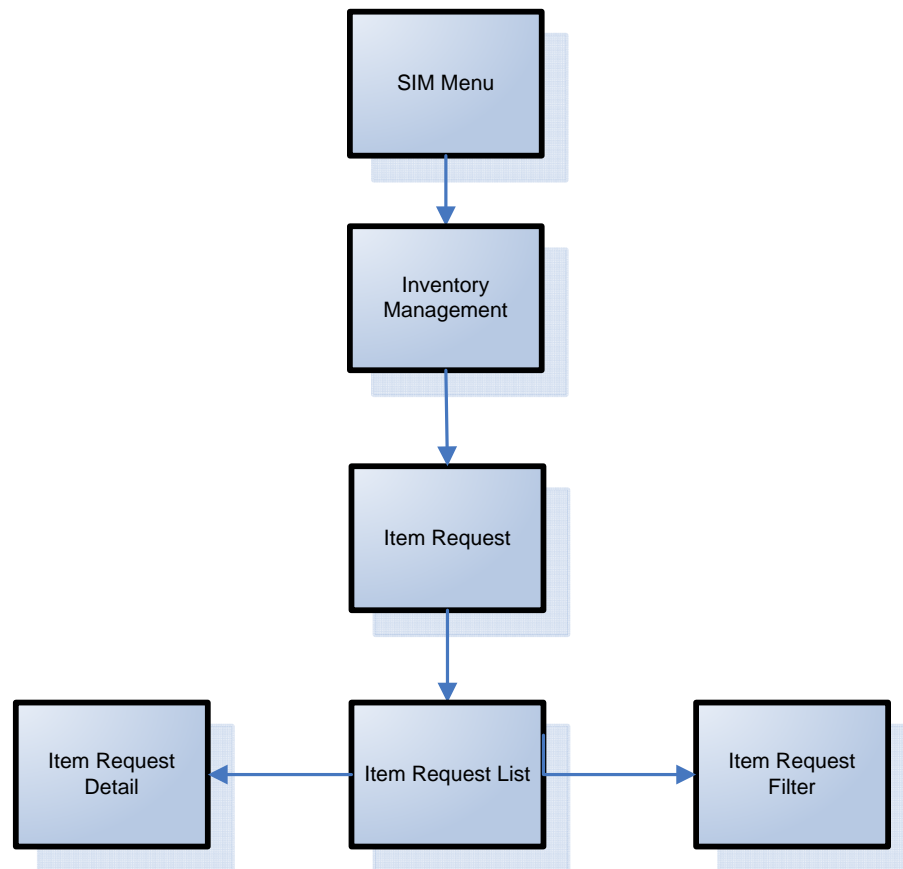 SIM Menu
Inventory
Management
Item Request
Item Request
Detail
Item Request List
Item Request
Filter